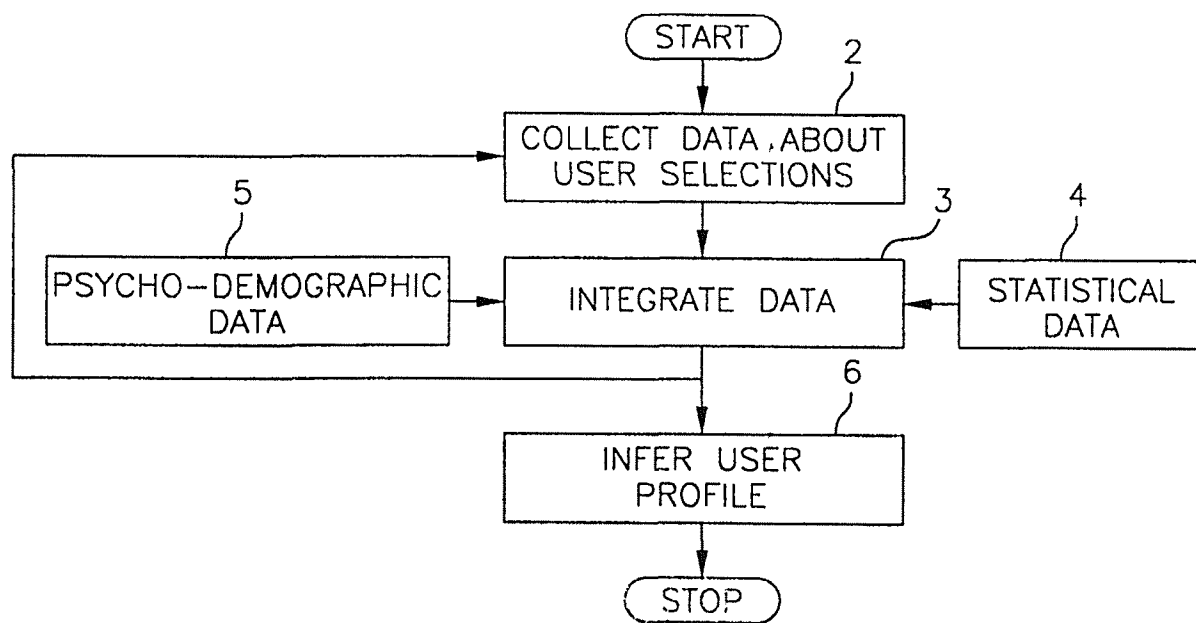 START
2
COLLECT DATA, ABOUT
USER SELECTIONS
5
3
4
PSYCHO-DEMOGRAPHIC
DATA
INTEGRATE DATA
STATISTICAL
DATA
6
INFER USER
PROFILE
STOP